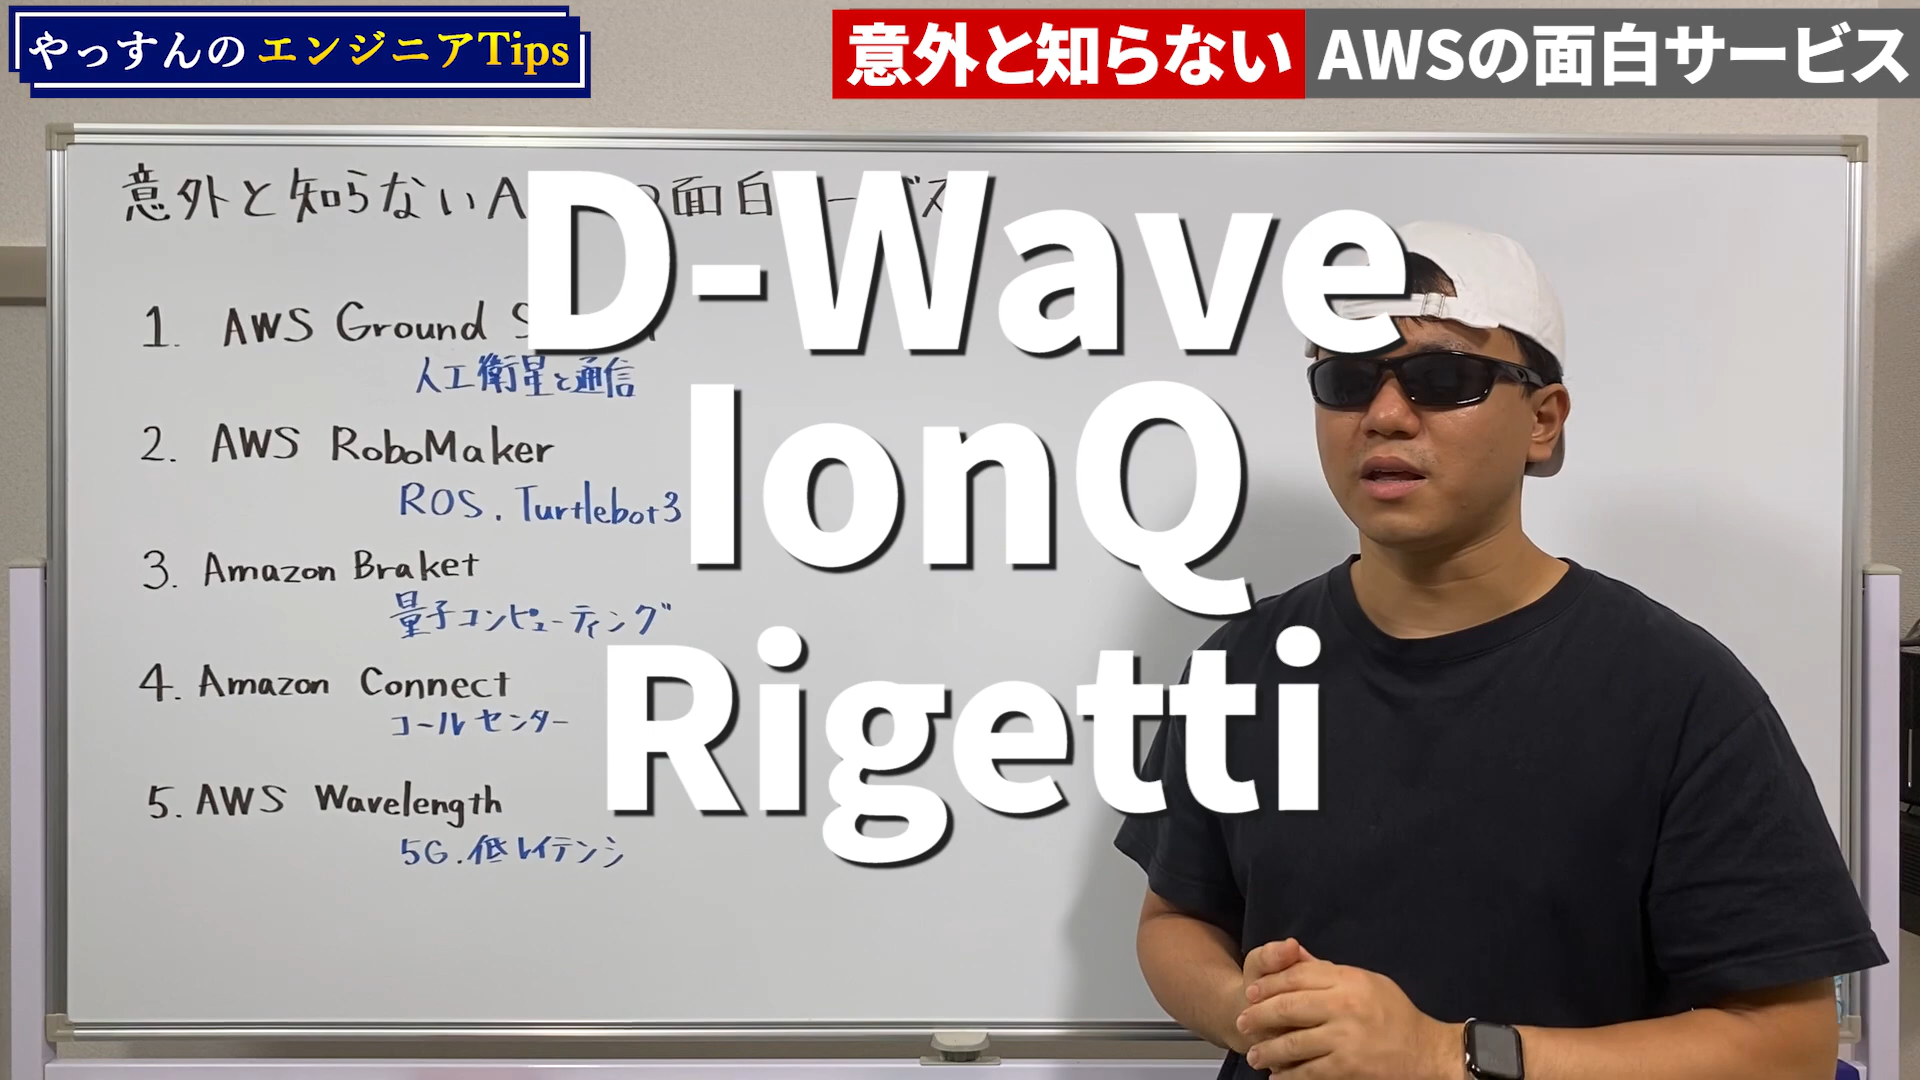 やっすんの エンジニアTips
意外と知らない AWSの面白サービス
意外と知らないA 面白 ービス
1. AWS Ground S
人工衛星と通信
2. AWS RoboMaker
ROS. Turtlebot3
3. Amazon Braket
量子コンピューティング
4. Amazon Connect
コールセンター
5. AWS Wavelength
5G.低レイテンシ
D-Wave
IonQ
Rigetti